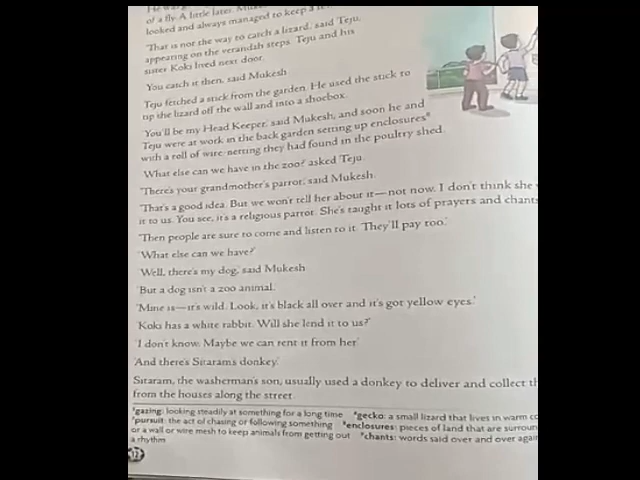 of a fly. A little later,
looked and always managed to keep a
'That is not the way to catch a lizard,' said Teju,
appearing on the verandah steps. Teju and his
sister Koki lived next door.
'You catch it then,' said Mukesh
Teju fetched a stick from the garden. He used the stick to
tip the lizard off the wall and into a shoebox.
'You'll be my Head Keeper,' said Mukesh, and soon he and
Teju were at work in the back garden setting up enclosures*
with a roll of wire-netting they had found in the poultry shed.
'What else can we have in the zoo?' asked Teju.
'There's your grandmother's parrot,' said Mukesh.
'That's a good idea. But we won't tell her about it—not now. I don't think she
it to us. You see, it's a religious parrot. She's taught it lots of prayers and chants
'Then people are sure to come and listen to it. They'll pay too.'
'What else can we have?'
'Well, there's my dog,' said Mukesh
'But a dog isn't a zoo animal.'
'Mine is—it's wild. Look, it's black all over and it's got yellow eyes.'
'Koki has a white rabbit. Will she lend it to us?'
'I don't know. Maybe we can rent it from her'
'And there's Sitaram's donkey.'
Sitaram, the washerman's son, usually used a donkey to deliver and collect
from the houses along the street
*gazing: looking steadily at something for a long time *gecko: a small lizard that lives in warm
*pursuit: the act of chasing or following something *enclosures: pieces of land that are
or a wall or wire mesh to keep animals from getting out *chants: words said over and over
a rhythm
12